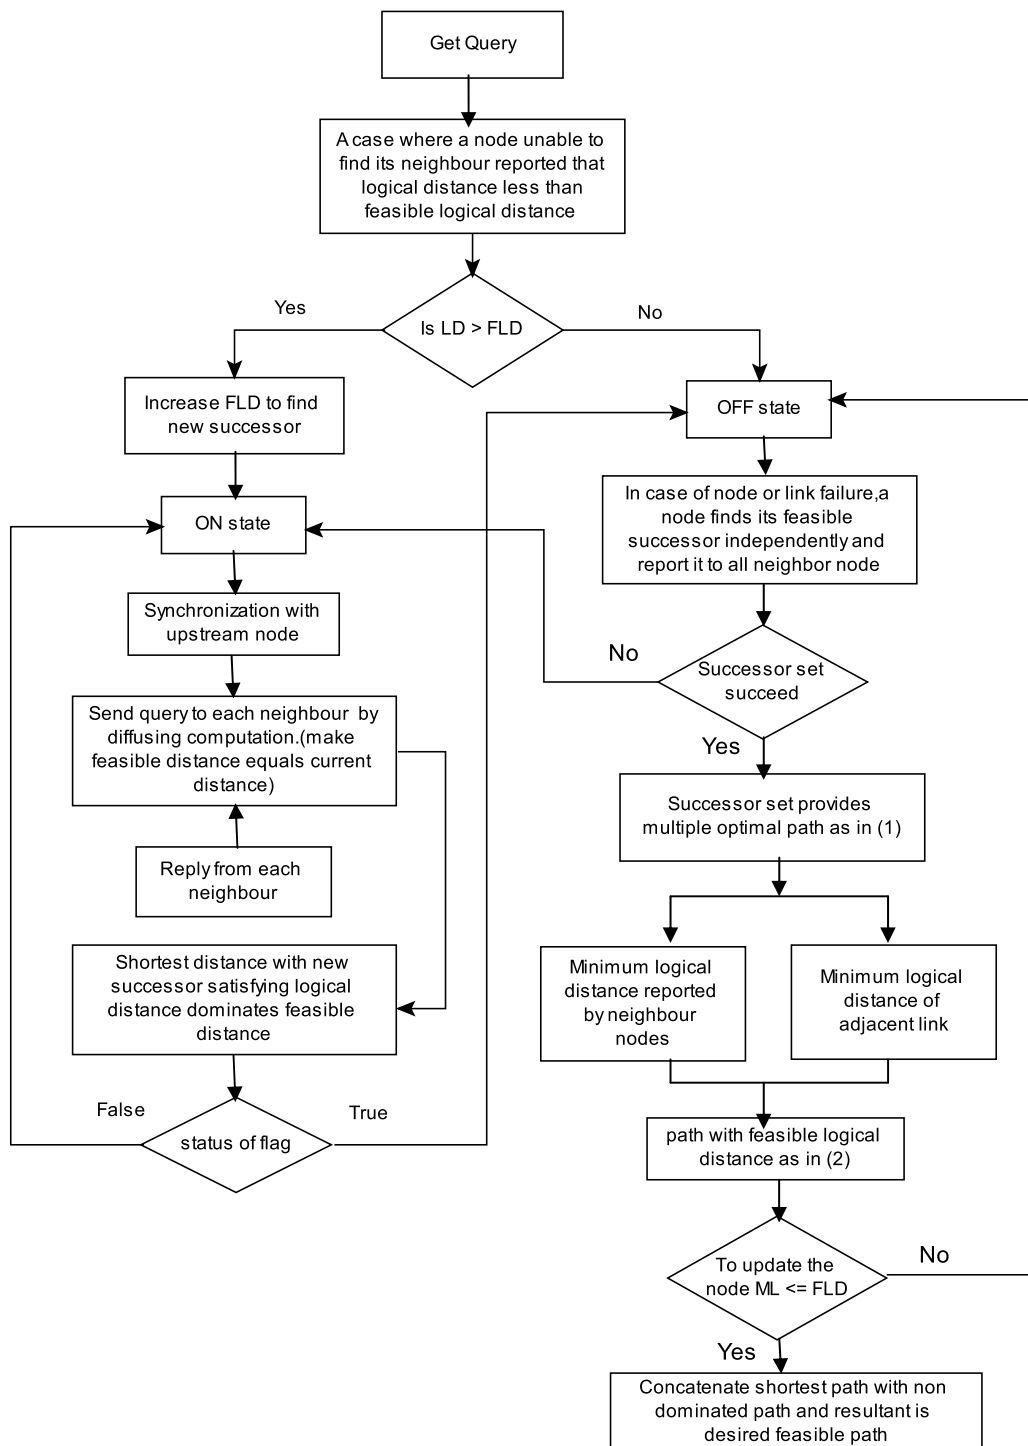 Get Query
A case where a node unable to
find its neighbour reported that
logical distance less than
feasible logical distance
Is LD > FLD
Yes
No
Increase FLD to find
new successor
OFF state
ON state
In case of node or link failure,a
node finds its feasible
successor independently and
report it to all neighbor node
Synchronization with
upstream node
No
Successor set
succeed
Yes
Send query to each neighbour by
diffusing computation.(make
feasible distance equals current
distance)
Successor set provides
multiple optimal path as in (1)
Reply from each
neighbour
Shortest distance with new
successor satisfying logical
distance dominates feasible
distance
Minimum logical
distance reported
by neighbour
nodes
Minimum logical
distance of
adjacent link
False
True
status of flag
path with feasible logical
distance as in (2)
To update the
node ML <= FLD
No
Yes
Concatenate shortest path with non
dominated path and resultant is
desired feasible path